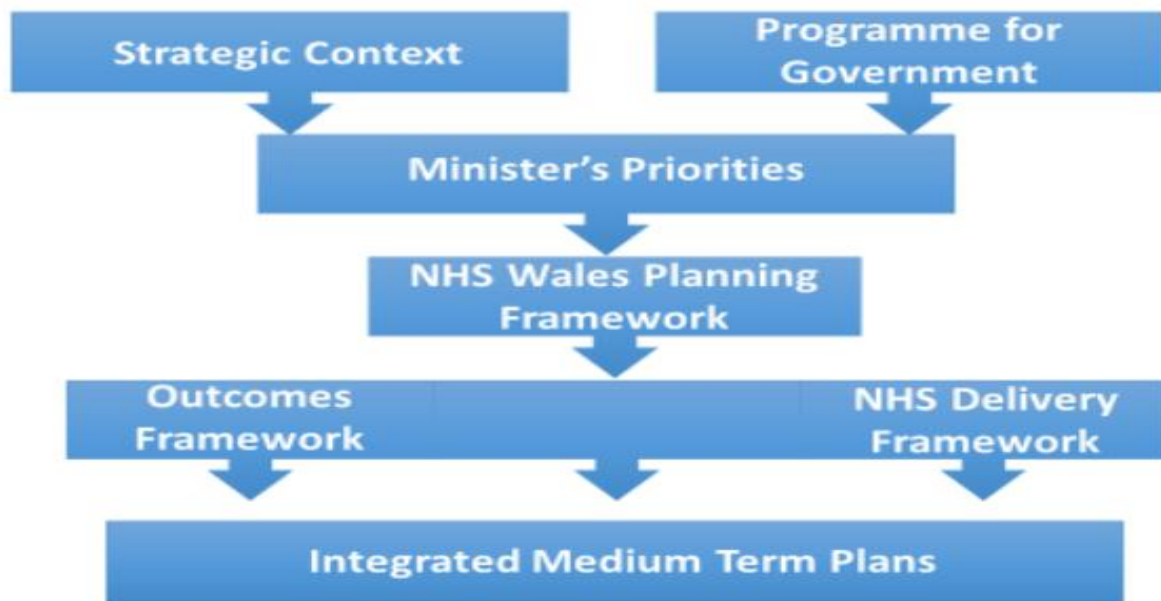 Strategic Context
Programme for
Government
Minister’s Priorities
NHS Wales Planning
Framework
Outcomes
Framework
NHS Delivery
Framework
Integrated Medium Term Plans